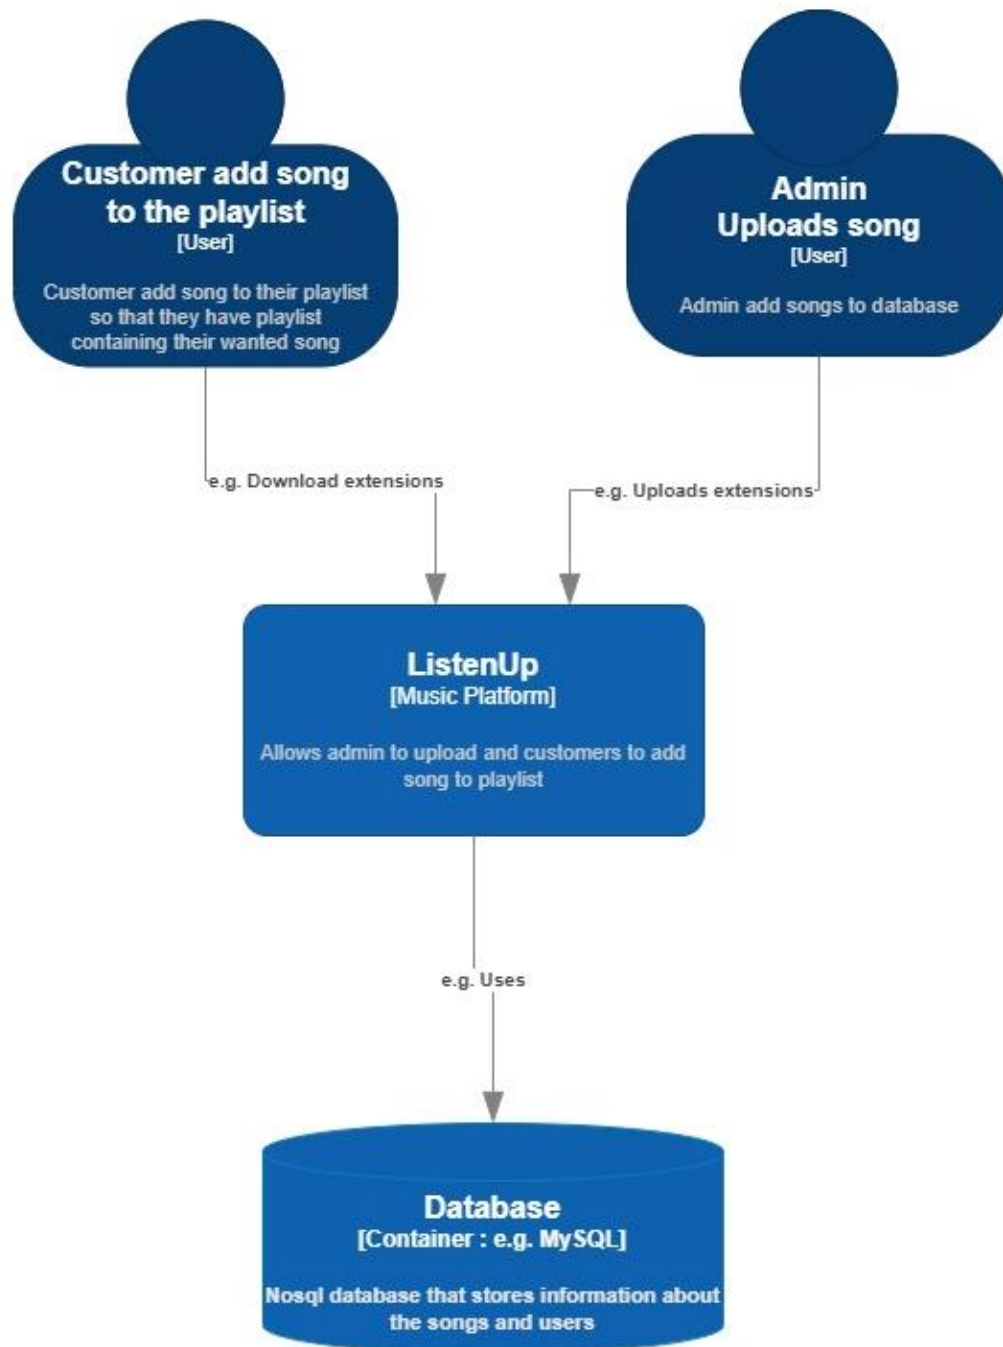 Customer add song
to the playlist
[User]
Customer add song to their playlist
so that they have playlist
containing their wanted song
Admin
Uploads song
[User]
Admin add songs to database
e.g. Download extensions
e.g. Uploads extensions
ListenUp
[Music Platform]
Allows admin to upload and customers to add
song to playlist
e.g. Uses
Database
[Container : e.g. MySQL]
Nosql database that stores information about
the songs and users